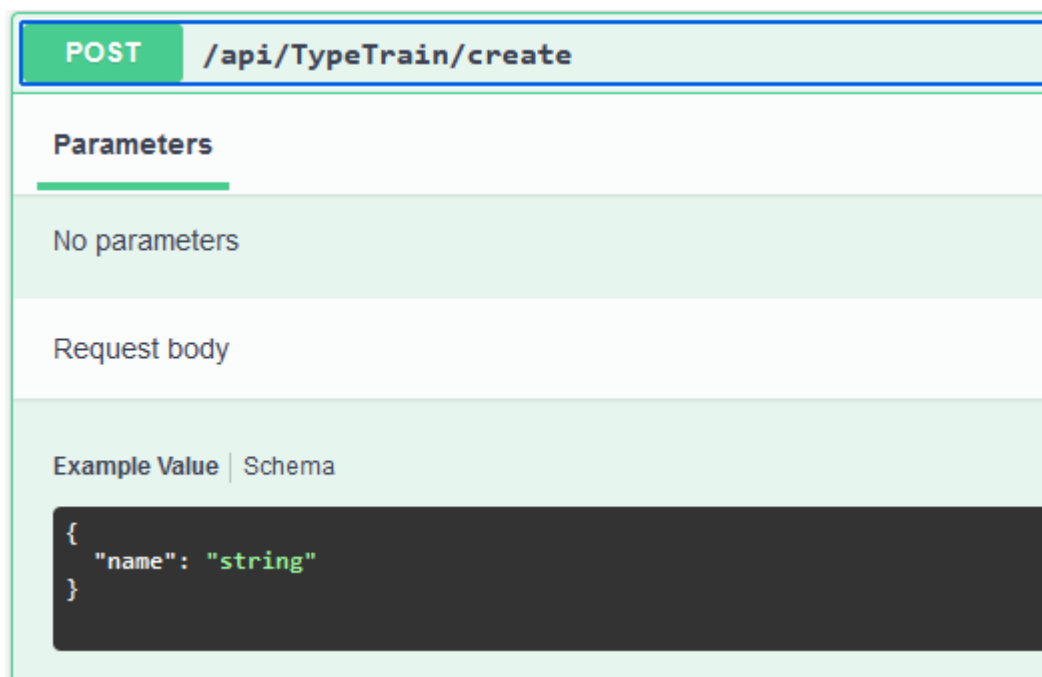 POST /api/TypeTrain/create
Parameters
No parameters
Request body
Example Value | Schema
{
  "name": "string"
}